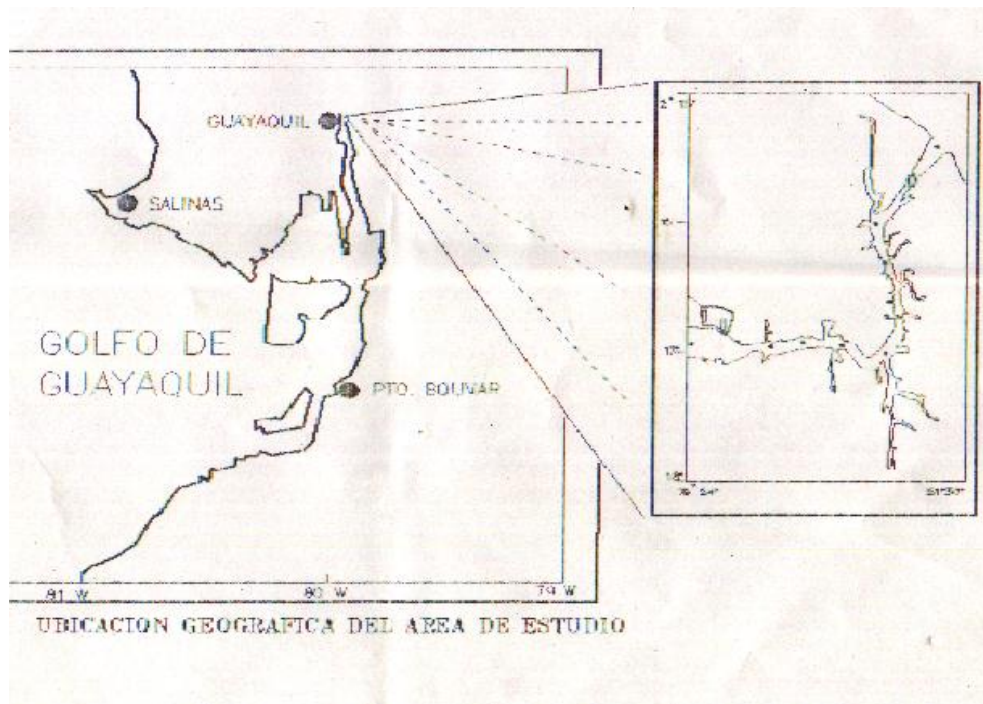 GUAYAQUIL
SALINAS
GOLFO DE
GUAYAQUIL
PTO. BOLIVAR
81 W
80 W
79 W
UBICACION GEOGRAFICA DEL AREA DE ESTUDIO